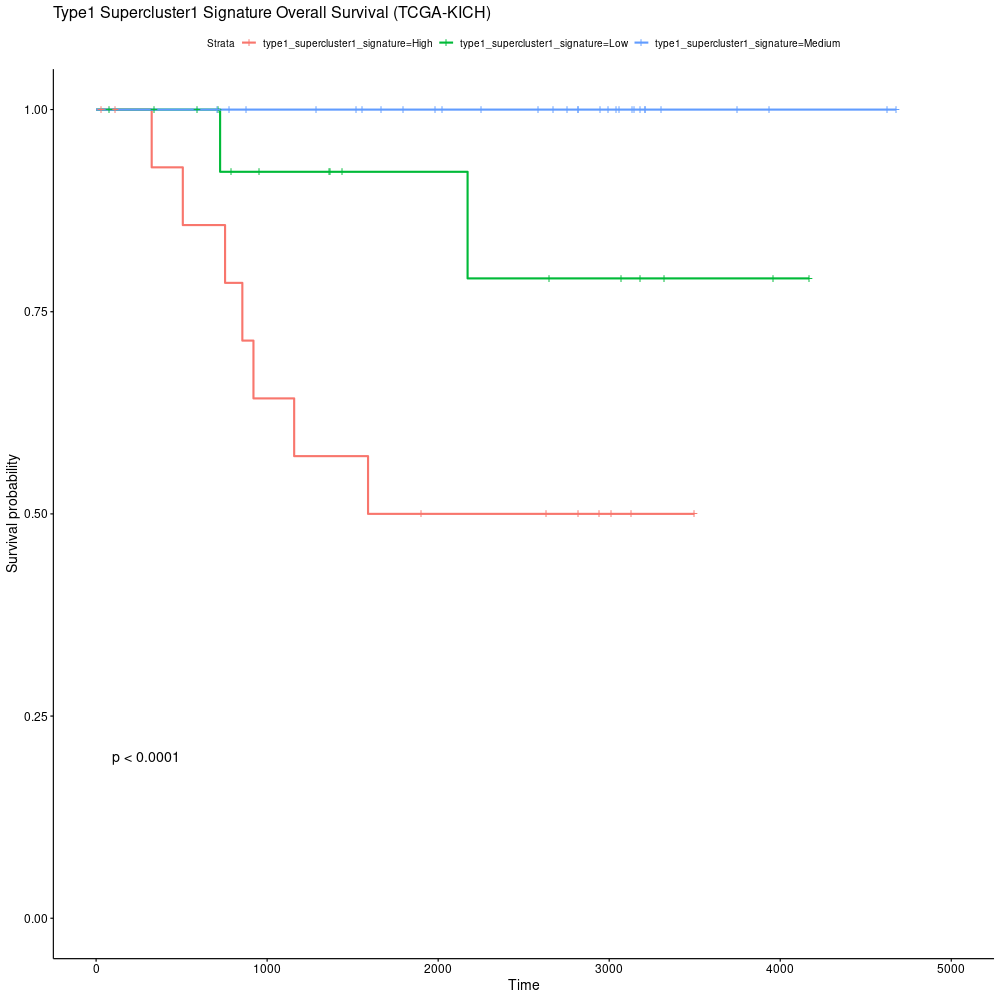 Type1 Supercluster1 Signature Overall Survival (TCGA-KICH)
Strata type1_supercluster1_signature=High type1_supercluster1_signature=Low type1_supercluster1_signature=Medium
1.00
0.75
0.50
0.25
0.00
Survival probability
p < 0.0001
0 1000 2000 3000 4000 5000
Time